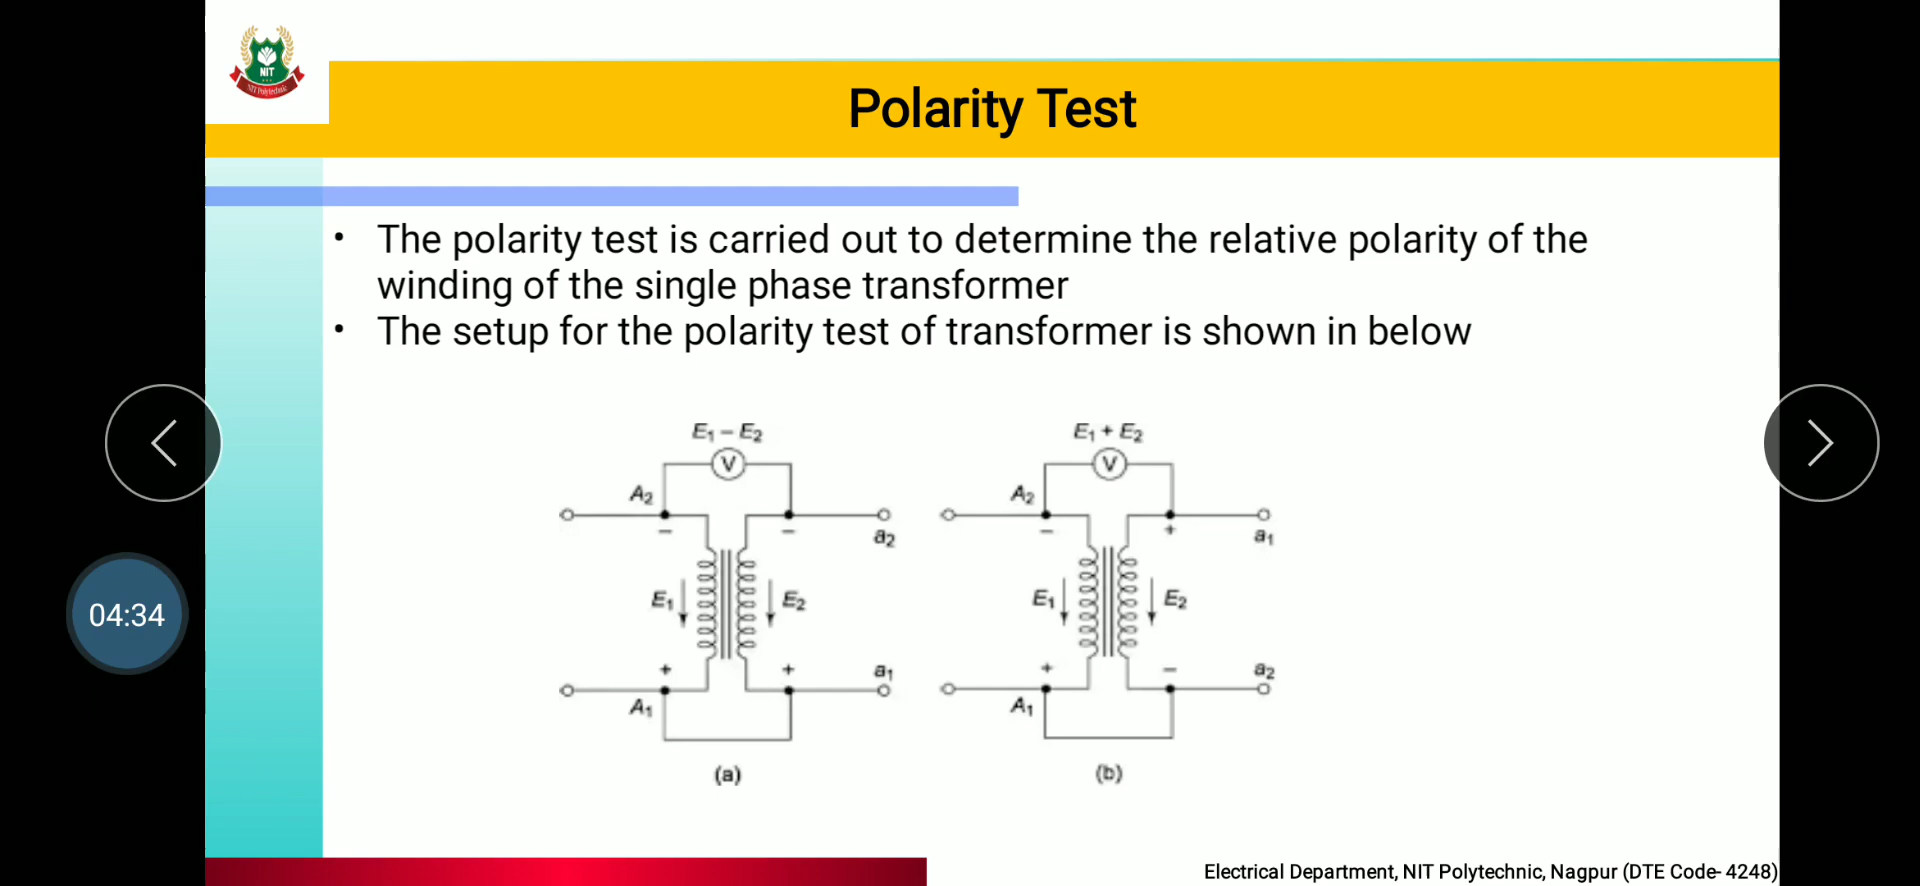 NIT
NIT Polytechnic
Polarity Test
• The polarity test is carried out to determine the relative polarity of the
winding of the single phase transformer
• The setup for the polarity test of transformer is shown in below
E₁ – E₂
V
A₂
–
–
a₂
E₁
E₂
+
+
a₁
A₁
(a)
E₁ + E₂
V
A₂
–
+
a₁
E₁
E₂
+
–
a₂
A₁
(b)
04:34
Electrical Department, NIT Polytechnic, Nagpur (DTE Code- 4248)